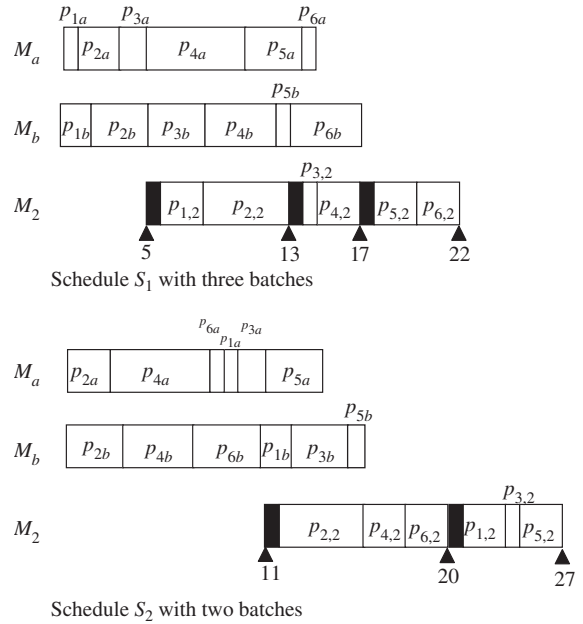 p1a p3a p6a
Ma p2a p4a p5a
p5b
Mb p1b p2b p3b p4b p6b
p3,2
M2 p1,2 p2,2 p4,2 p5,2 p6,2
5 13 17 22
Schedule S1 with three batches
p6a p1a p3a
Ma p2a p4a p5a
p5b
Mb p2b p4b p6b p1b p3b
p3,2
M2 p2,2 p4,2 p6,2 p1,2 p5,2
11 20 27
Schedule S2 with two batches